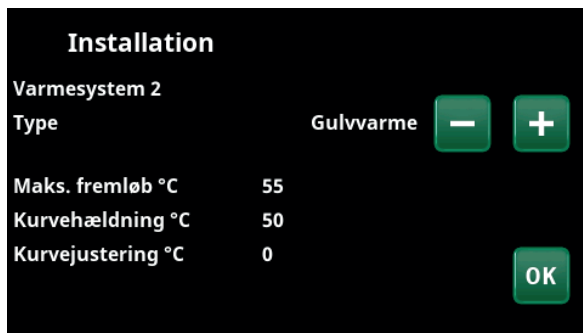 Installation
Varmesystem 2
Type Gulvvarme − +
Maks. fremløb °C 55
Kurvehældning °C 50
Kurvejustering °C 0
OK